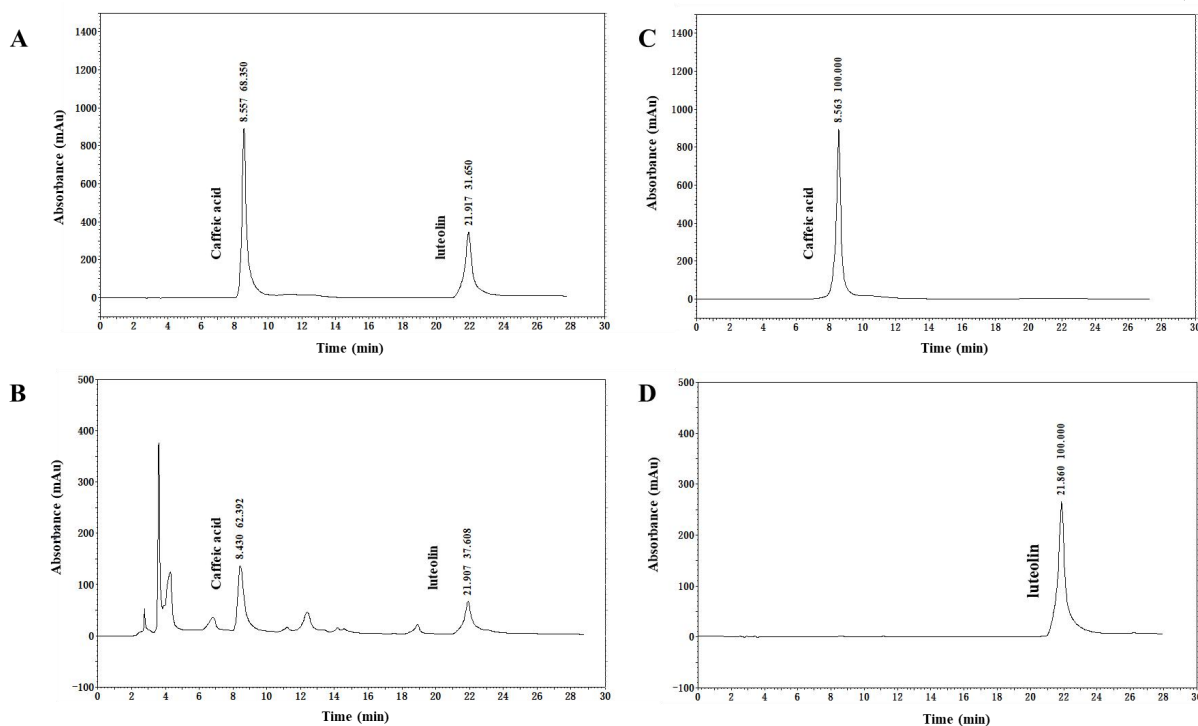 A
Absorbance (mAu)
1400
1200
1000
800
600
400
200
0
Caffeic acid
8.557 68.350
luteolin
21.917 31.650
0 2 4 6 8 10 12 14 16 18 20 22 24 26 28 30
Time (min)
C
Absorbance (mAu)
1400
1200
1000
800
600
400
200
0
Caffeic acid
8.563 100.000
0 2 4 6 8 10 12 14 16 18 20 22 24 26 28 30
Time (min)
B
Absorbance (mAu)
500
400
300
200
100
0
-100
Caffeic acid
8.430 62.392
luteolin
21.907 37.608
0 2 4 6 8 10 12 14 16 18 20 22 24 26 28 30
Time (min)
D
Absorbance (mAu)
500
400
300
200
100
0
-100
luteolin
21.860 100.000
0 2 4 6 8 10 12 14 16 18 20 22 24 26 28 30
Time (min)